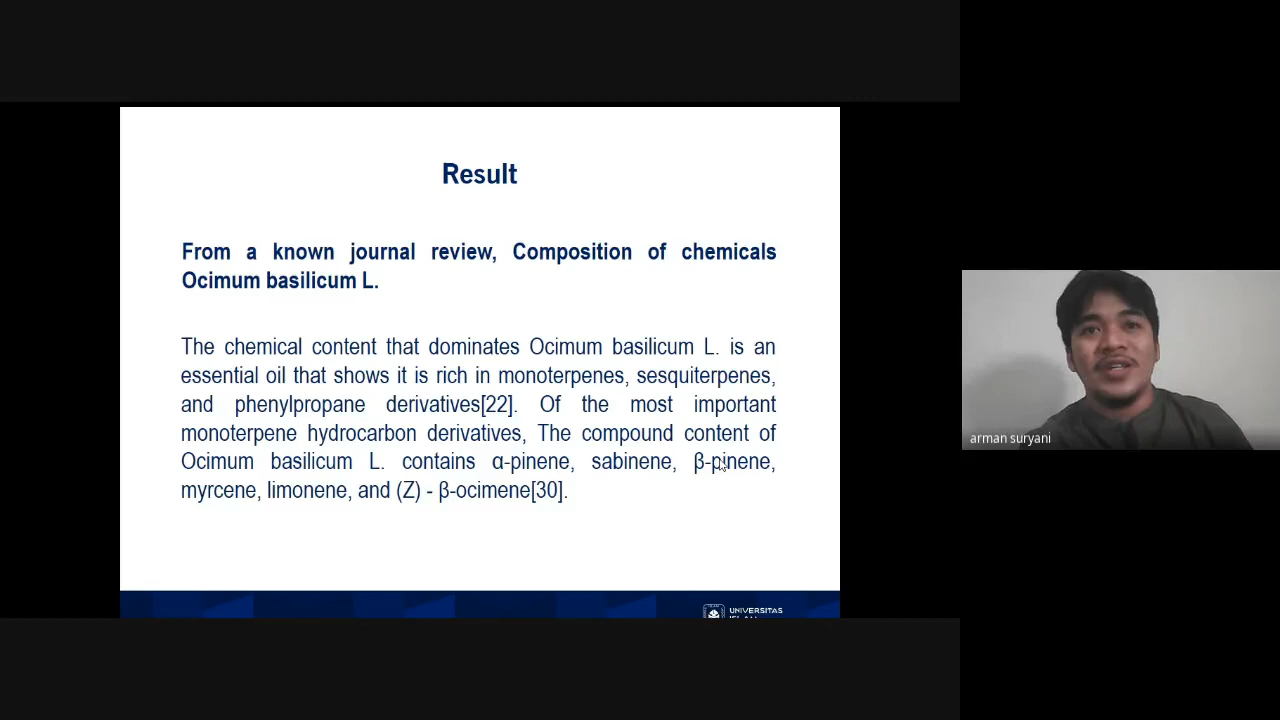 Result
From a known journal review, Composition of chemicals
Ocimum basilicum L.
The chemical content that dominates Ocimum basilicum L. is an
essential oil that shows it is rich in monoterpenes, sesquiterpenes,
and phenylpropane derivatives[22]. Of the most important
monoterpene hydrocarbon derivatives, The compound content of
Ocimum basilicum L. contains α-pinene, sabinene, β-pinene,
myrcene, limonene, and (Z) - β-ocimene[30].
arman suryani
UNIVERSITAS